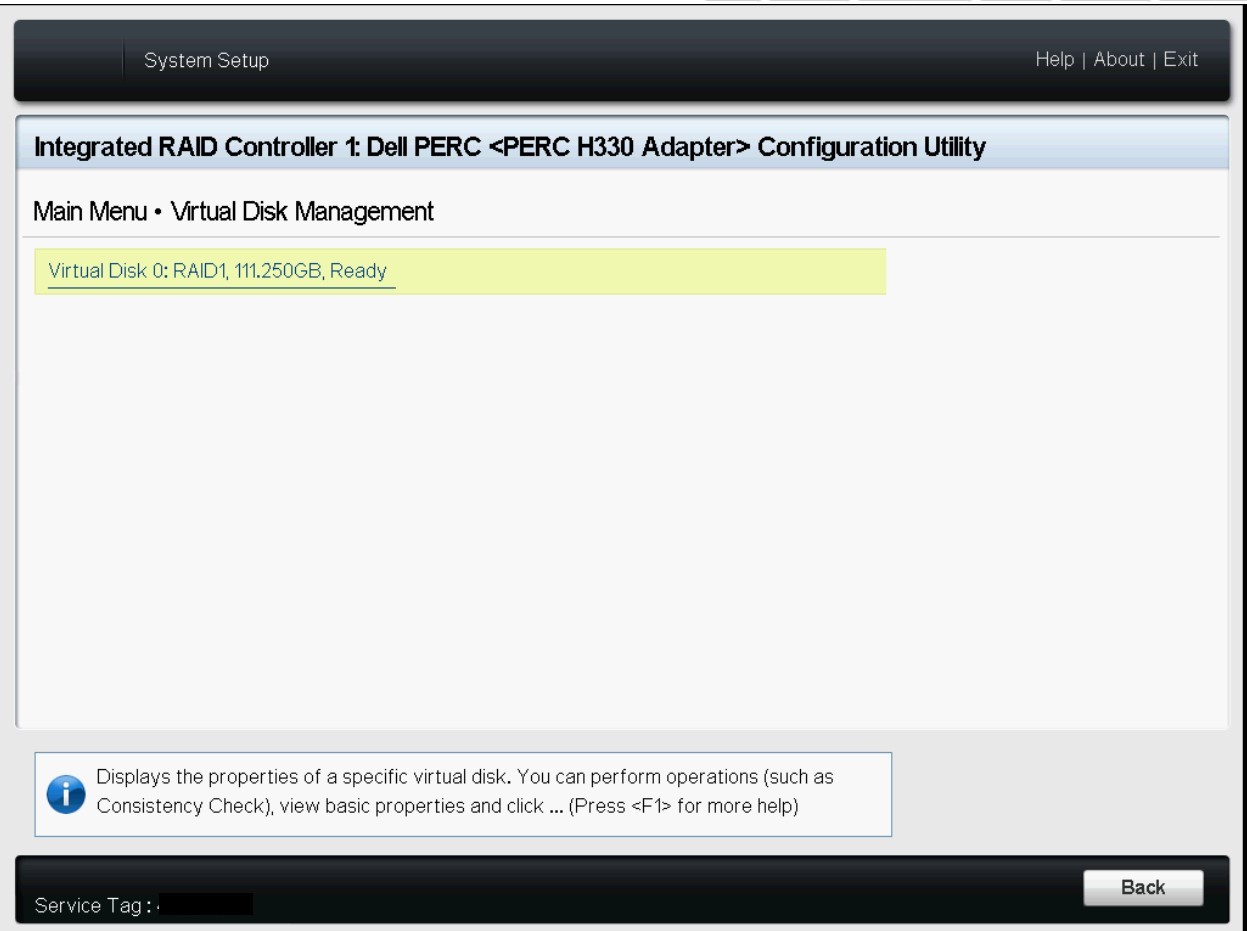 System Setup
Help | About | Exit
Integrated RAID Controller 1: Dell PERC <PERC H330 Adapter> Configuration Utility
Main Menu • Virtual Disk Management
Virtual Disk 0: RAID1, 111.250GB, Ready
Displays the properties of a specific virtual disk. You can perform operations (such as
Consistency Check), view basic properties and click ... (Press <F1> for more help)
Back
Service Tag :